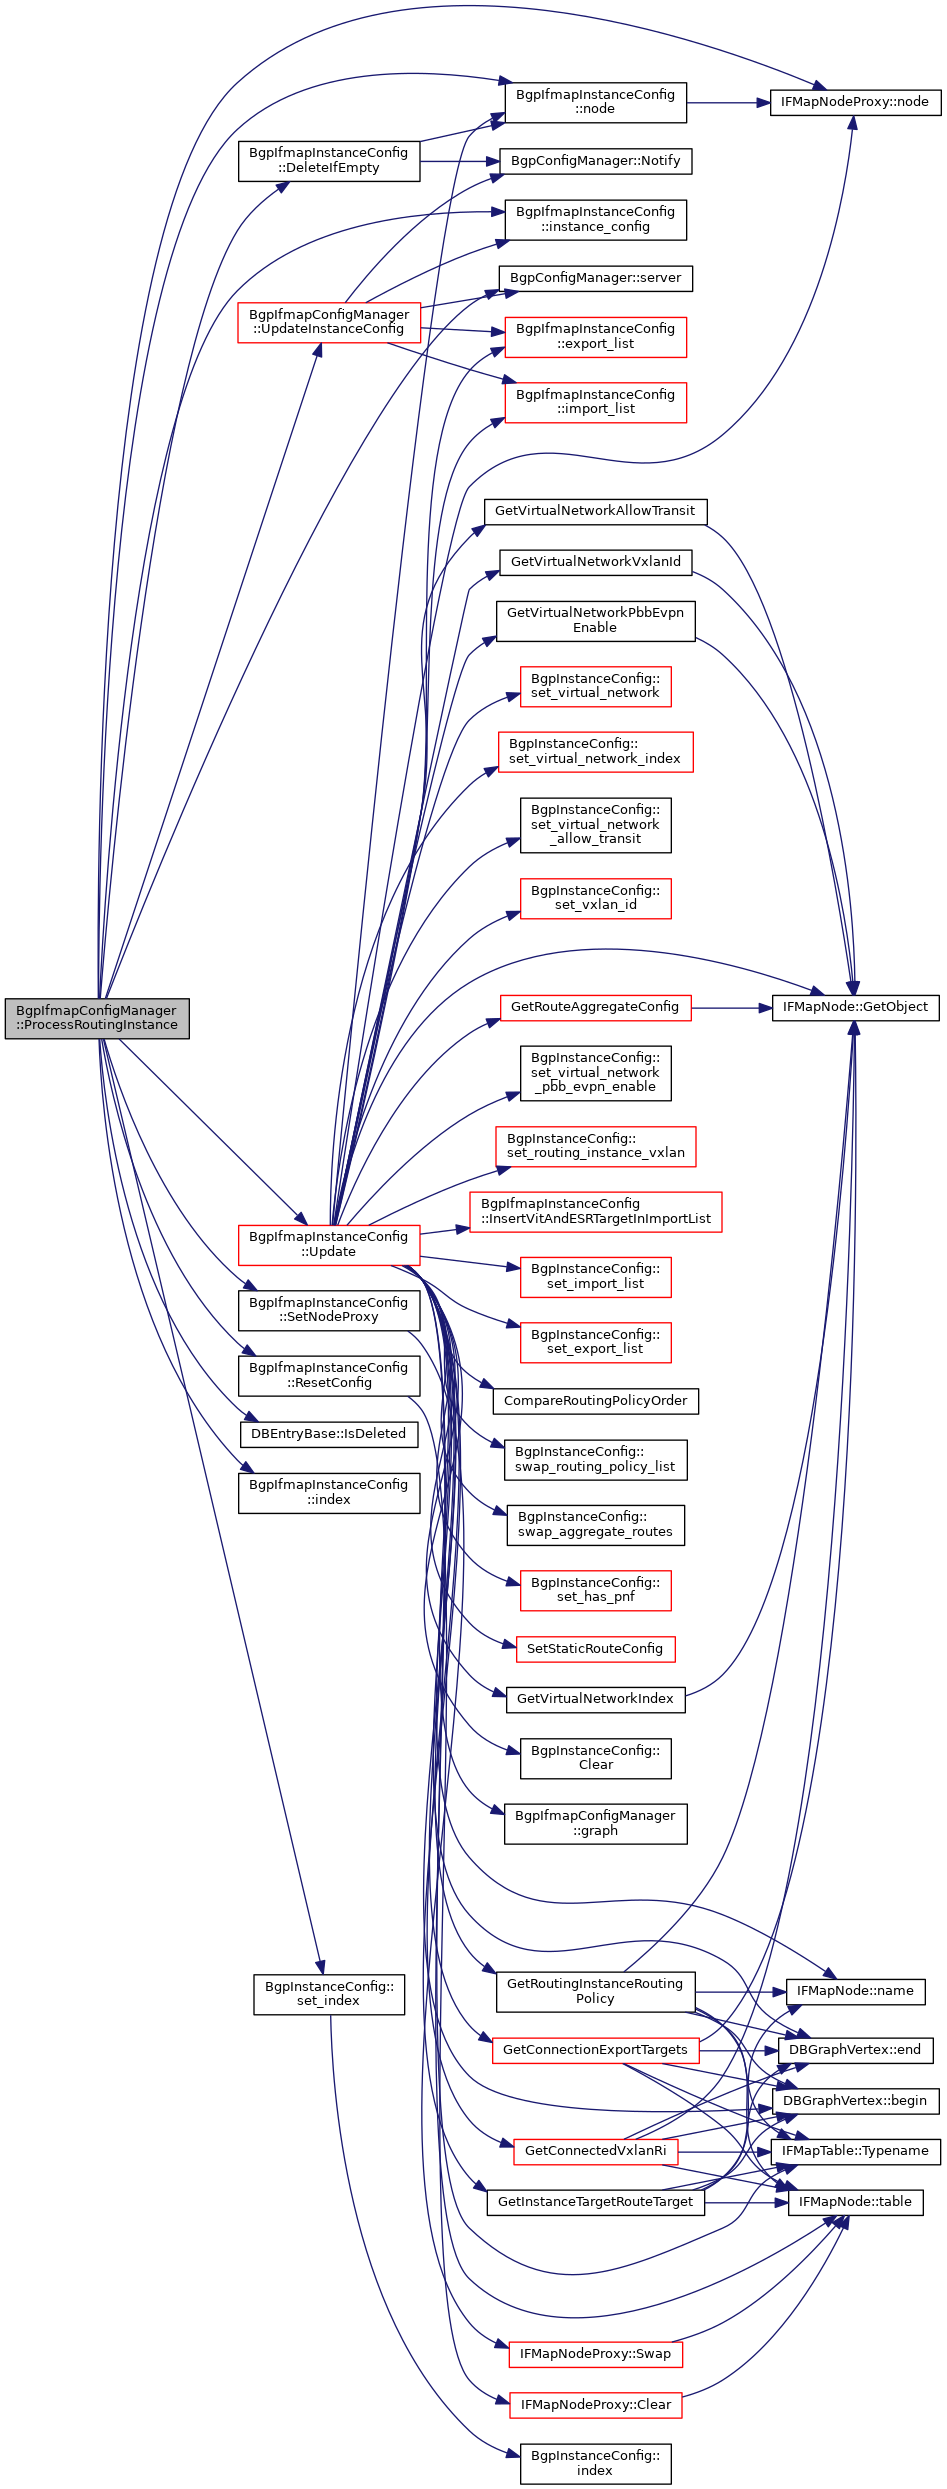 BgpIfmapConfigManager
::ProcessRoutingInstance
BgpIfmapInstanceConfig
::DeleteIfEmpty
BgpIfmapConfigManager
::UpdateInstanceConfig
BgpIfmapInstanceConfig
::Update
BgpIfmapInstanceConfig
::SetNodeProxy
BgpIfmapInstanceConfig
::ResetConfig
DBEntryBase::IsDeleted
BgpIfmapInstanceConfig
::index
BgpInstanceConfig::
set_index
BgpIfmapInstanceConfig
::node
BgpConfigManager::Notify
BgpIfmapInstanceConfig
::instance_config
BgpConfigManager::server
BgpIfmapInstanceConfig
::export_list
BgpIfmapInstanceConfig
::import_list
GetVirtualNetworkAllowTransit
GetVirtualNetworkVxlanId
GetVirtualNetworkPbbEvpn
Enable
BgpInstanceConfig::
set_virtual_network
BgpInstanceConfig::
set_virtual_network_index
BgpInstanceConfig::
set_virtual_network
_allow_transit
BgpInstanceConfig::
set_vxlan_id
GetRouteAggregateConfig
BgpInstanceConfig::
set_virtual_network
_pbb_evpn_enable
BgpInstanceConfig::
set_routing_instance_vxlan
BgpIfmapInstanceConfig
::InsertVitAndESRTargetInImportList
BgpInstanceConfig::
set_import_list
BgpInstanceConfig::
set_export_list
CompareRoutingPolicyOrder
BgpInstanceConfig::
swap_routing_policy_list
BgpInstanceConfig::
swap_aggregate_routes
BgpInstanceConfig::
set_has_pnf
SetStaticRouteConfig
GetVirtualNetworkIndex
BgpInstanceConfig::
Clear
BgpIfmapConfigManager
::graph
GetRoutingInstanceRouting
Policy
GetConnectionExportTargets
GetConnectedVxlanRi
GetInstanceTargetRouteTarget
IFMapNodeProxy::Swap
IFMapNodeProxy::Clear
BgpInstanceConfig::
index
IFMapNodeProxy::node
IFMapNode::GetObject
IFMapNode::name
DBGraphVertex::end
DBGraphVertex::begin
IFMapTable::Typename
IFMapNode::table